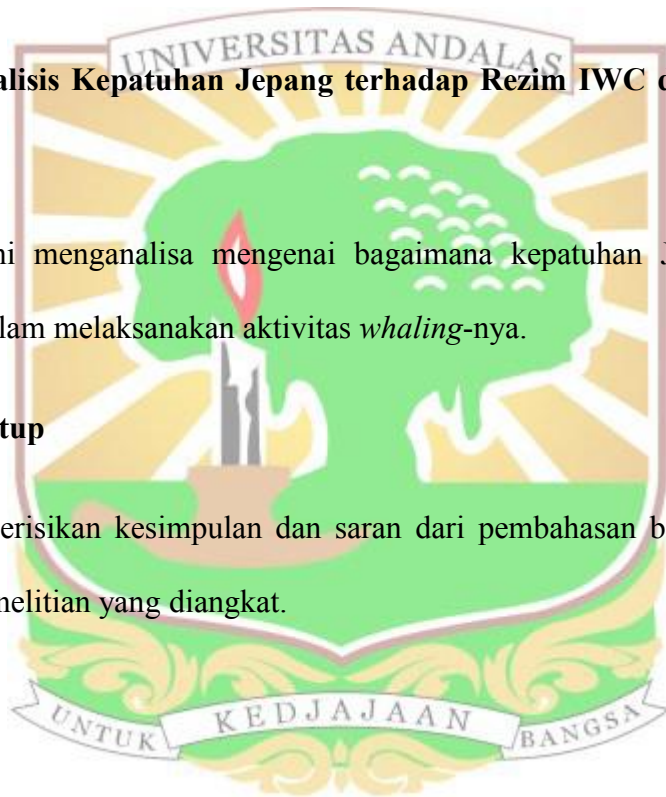 UNIVERSITAS ANDALAS
alisis Kepatuhan Jepang terhadap Rezim IWC d
ni menganalisa mengenai bagaimana kepatuhan J
lam melaksanakan aktivitas whaling-nya.
tup
erisikan kesimpulan dan saran dari pembahasan b
nelitian yang diangkat.
UNTUK KEDJAJAAN BANGSA